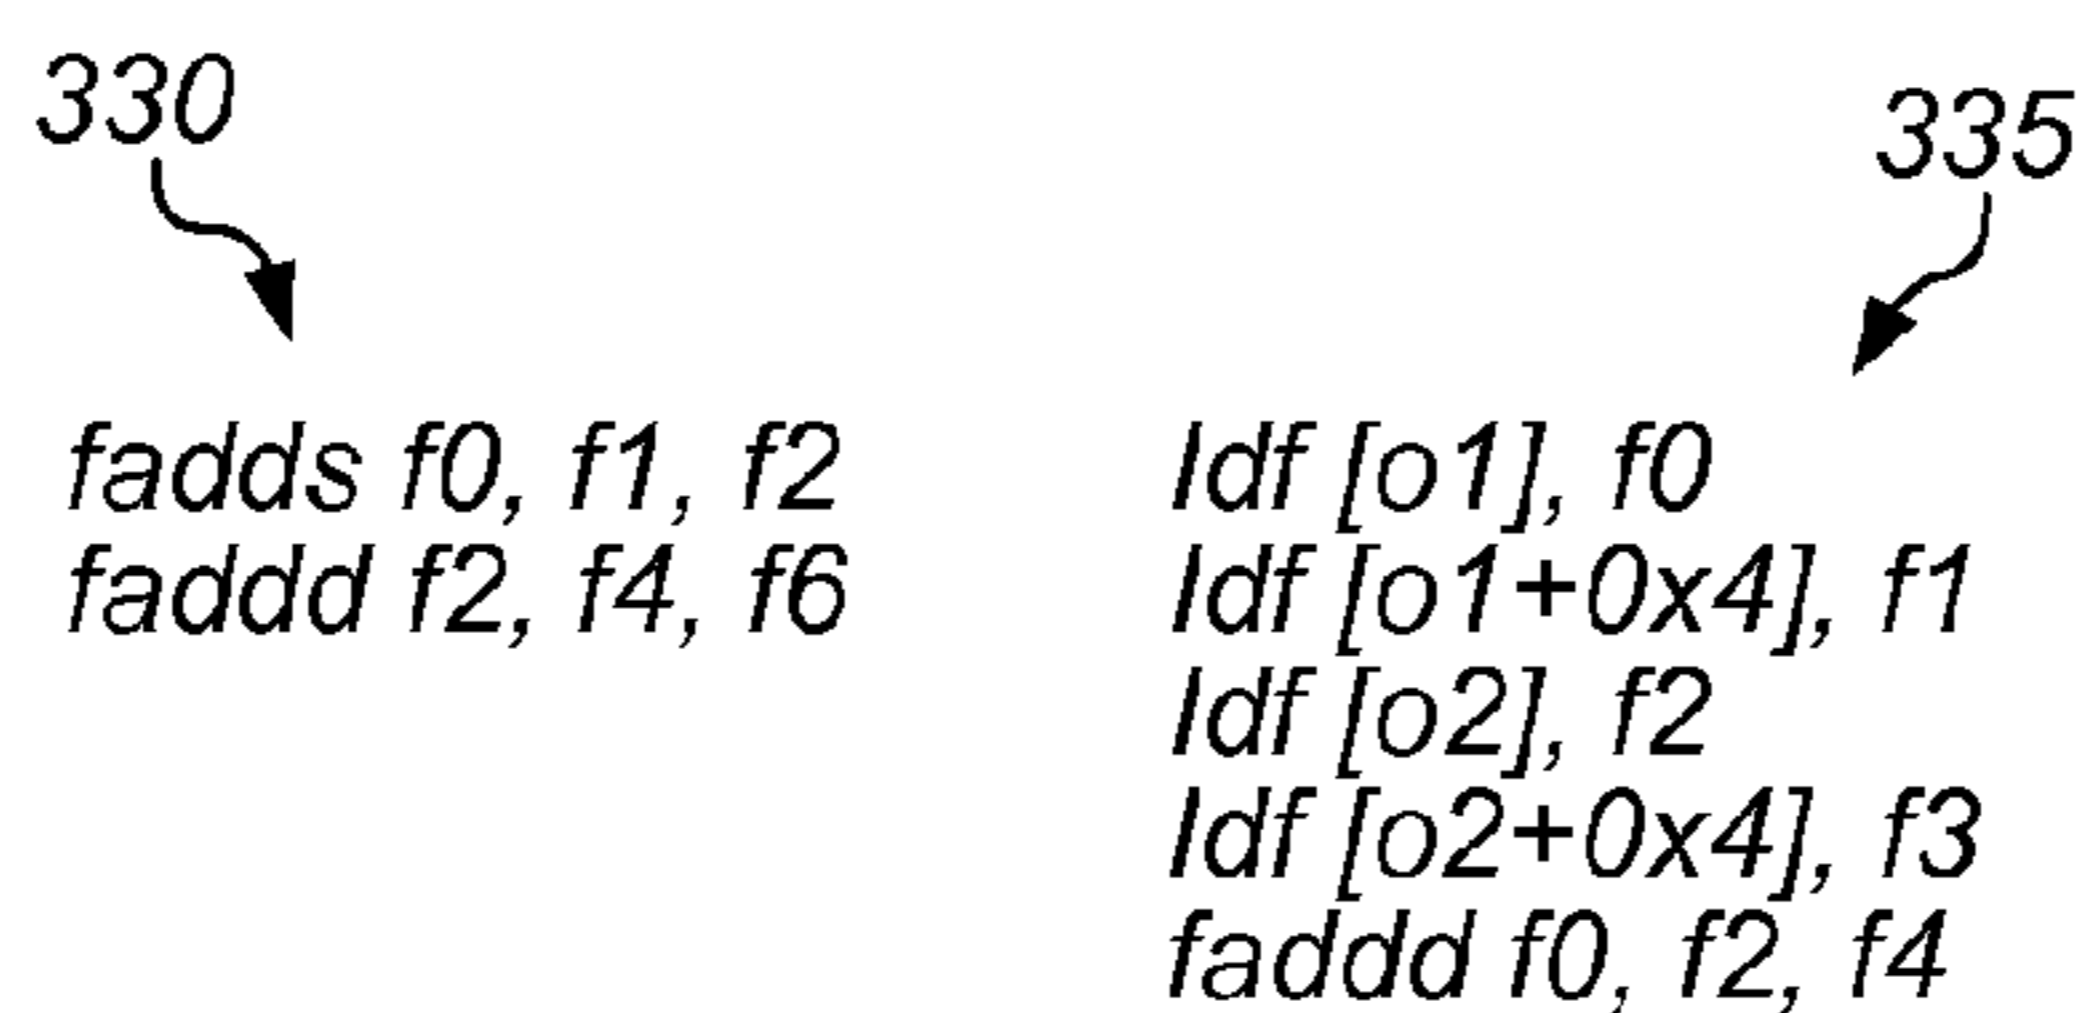 330
335
fadds f0, f1, f2
faddd f2, f4, f6
ldf [o1], f0
ldf [o1+0x4], f1
ldf [o2], f2
ldf [o2+0x4], f3
faddd f0, f2, f4